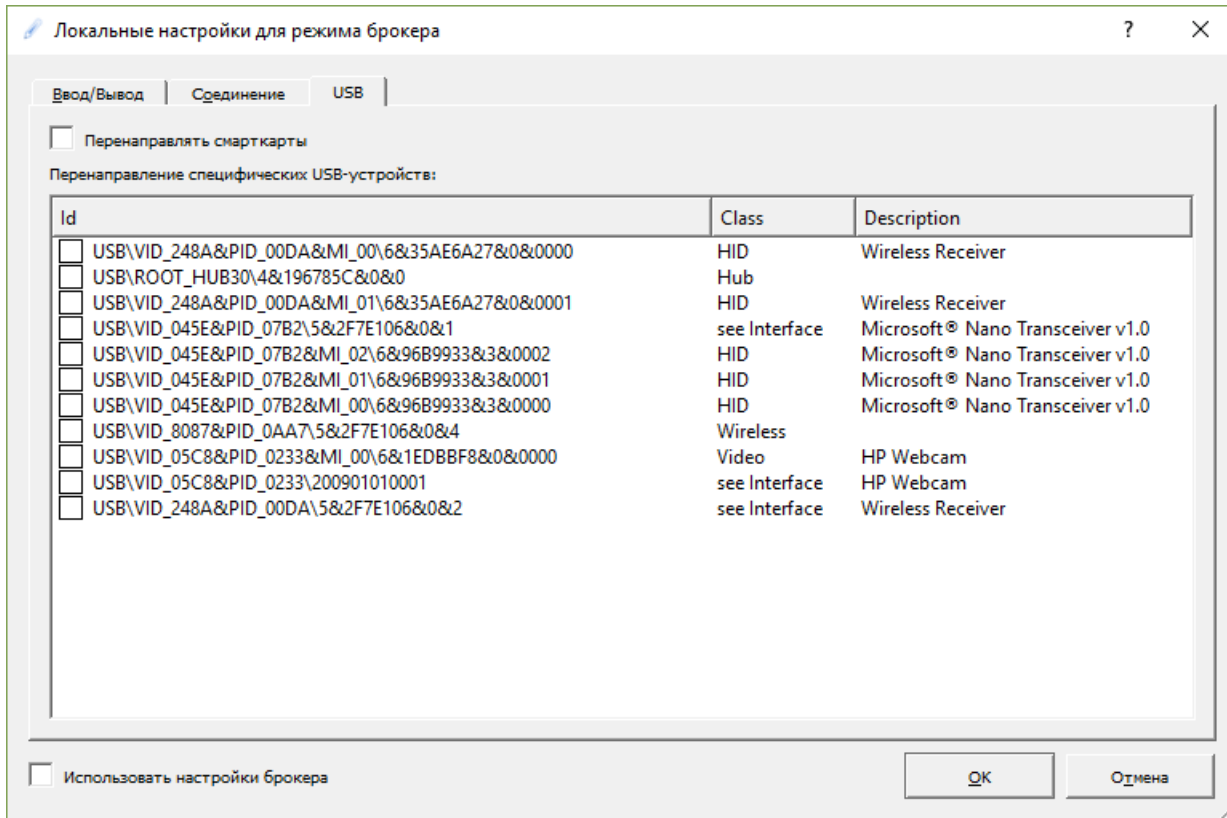 Локальные настройки для режима брокера
Ввод/Вывод Соединение USB
Перенаправлять смарткарты
Перенаправление специфических USB-устройств:
Id Class Description
USB\VID_248A&PID_00DA&MI_00\6&35AE6A27&0&0000 HID Wireless Receiver
USB\ROOT_HUB30\4&196785C&0&0 Hub
USB\VID_248A&PID_00DA&MI_01\6&35AE6A27&0&0001 HID Wireless Receiver
USB\VID_045E&PID_07B2\5&2F7E106&0&1 see Interface Microsoft® Nano Transceiver v1.0
USB\VID_045E&PID_07B2&MI_02\6&96B9933&3&0002 HID Microsoft® Nano Transceiver v1.0
USB\VID_045E&PID_07B2&MI_01\6&96B9933&3&0001 HID Microsoft® Nano Transceiver v1.0
USB\VID_045E&PID_07B2&MI_00\6&96B9933&3&0000 HID Microsoft® Nano Transceiver v1.0
USB\VID_8087&PID_0AA7\5&2F7E106&0&4 Wireless
USB\VID_05C8&PID_0233&MI_00\6&1EDBBF8&0&0000 Video HP Webcam
USB\VID_05C8&PID_0233\200901010001 see Interface HP Webcam
USB\VID_248A&PID_00DA\5&2F7E106&0&2 see Interface Wireless Receiver
Использовать настройки брокера OK Отмена